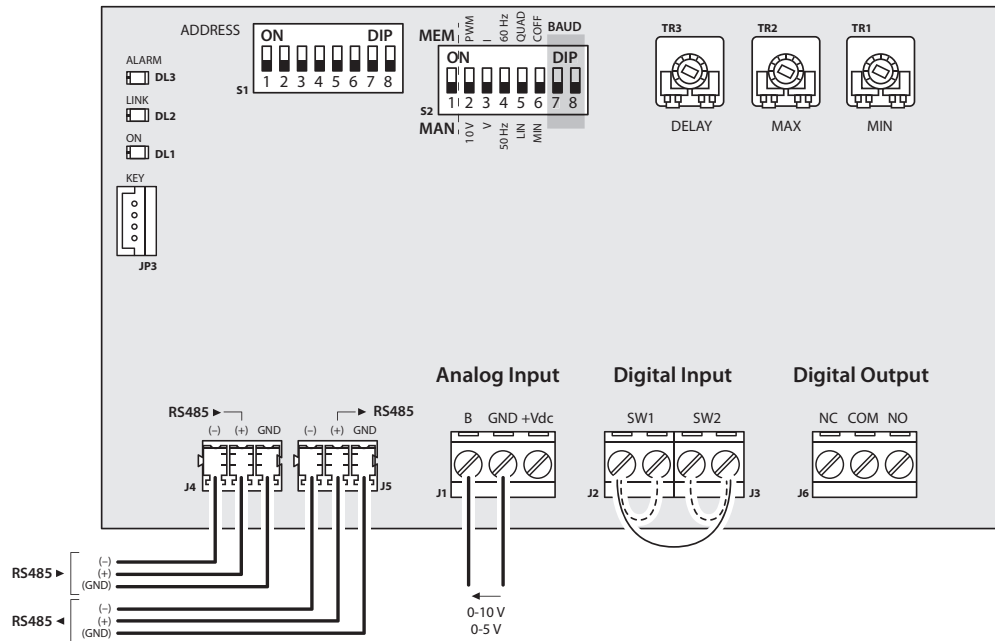 ADDRESS
ON DIP
1 2 3 4 5 6 7 8
S1
MEM PWM I 60 Hz QUAD COFF BAUD
ON DIP
1 2 3 4 5 6 7 8
S2
MAN 10 V V 50 Hz LIN MIN
TR3 TR2 TR1
DELAY MAX MIN
ALARM
DL3
LINK
DL2
ON
DL1
KEY
JP3
Analog Input Digital Input Digital Output
RS485 RS485
(–) (+) GND (–) (+) GND
B GND +Vdc SW1 SW2 NC COM NO
J4 J5 J1 J2 J3 J6
RS485
(–)
(+)
(GND)
RS485
(–)
(+)
(GND)
0-10 V
0-5 V